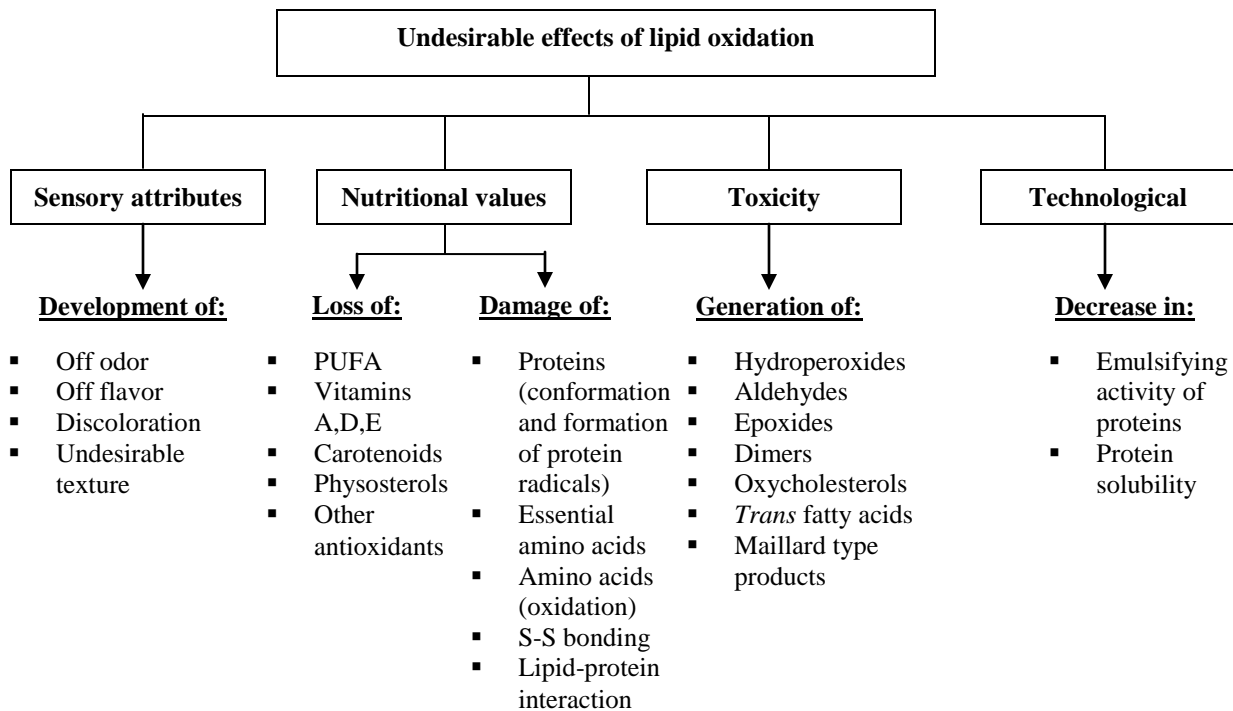 Undesirable effects of lipid oxidation
Sensory attributes
Nutritional values
Toxicity
Technological
Development of:
▪ Off odor
▪ Off flavor
▪ Discoloration
▪ Undesirable
texture
Loss of:
▪ PUFA
▪ Vitamins
A,D,E
▪ Carotenoids
▪ Physosterols
▪ Other
antioxidants
Damage of:
▪ Proteins
(conformation
and formation
of protein
radicals)
▪ Essential
amino acids
▪ Amino acids
(oxidation)
▪ S-S bonding
▪ Lipid-protein
interaction
Generation of:
▪ Hydroperoxides
▪ Aldehydes
▪ Epoxides
▪ Dimers
▪ Oxycholesterols
▪ Trans fatty acids
▪ Maillard type
products
Decrease in:
▪ Emulsifying
activity of
proteins
▪ Protein
solubility